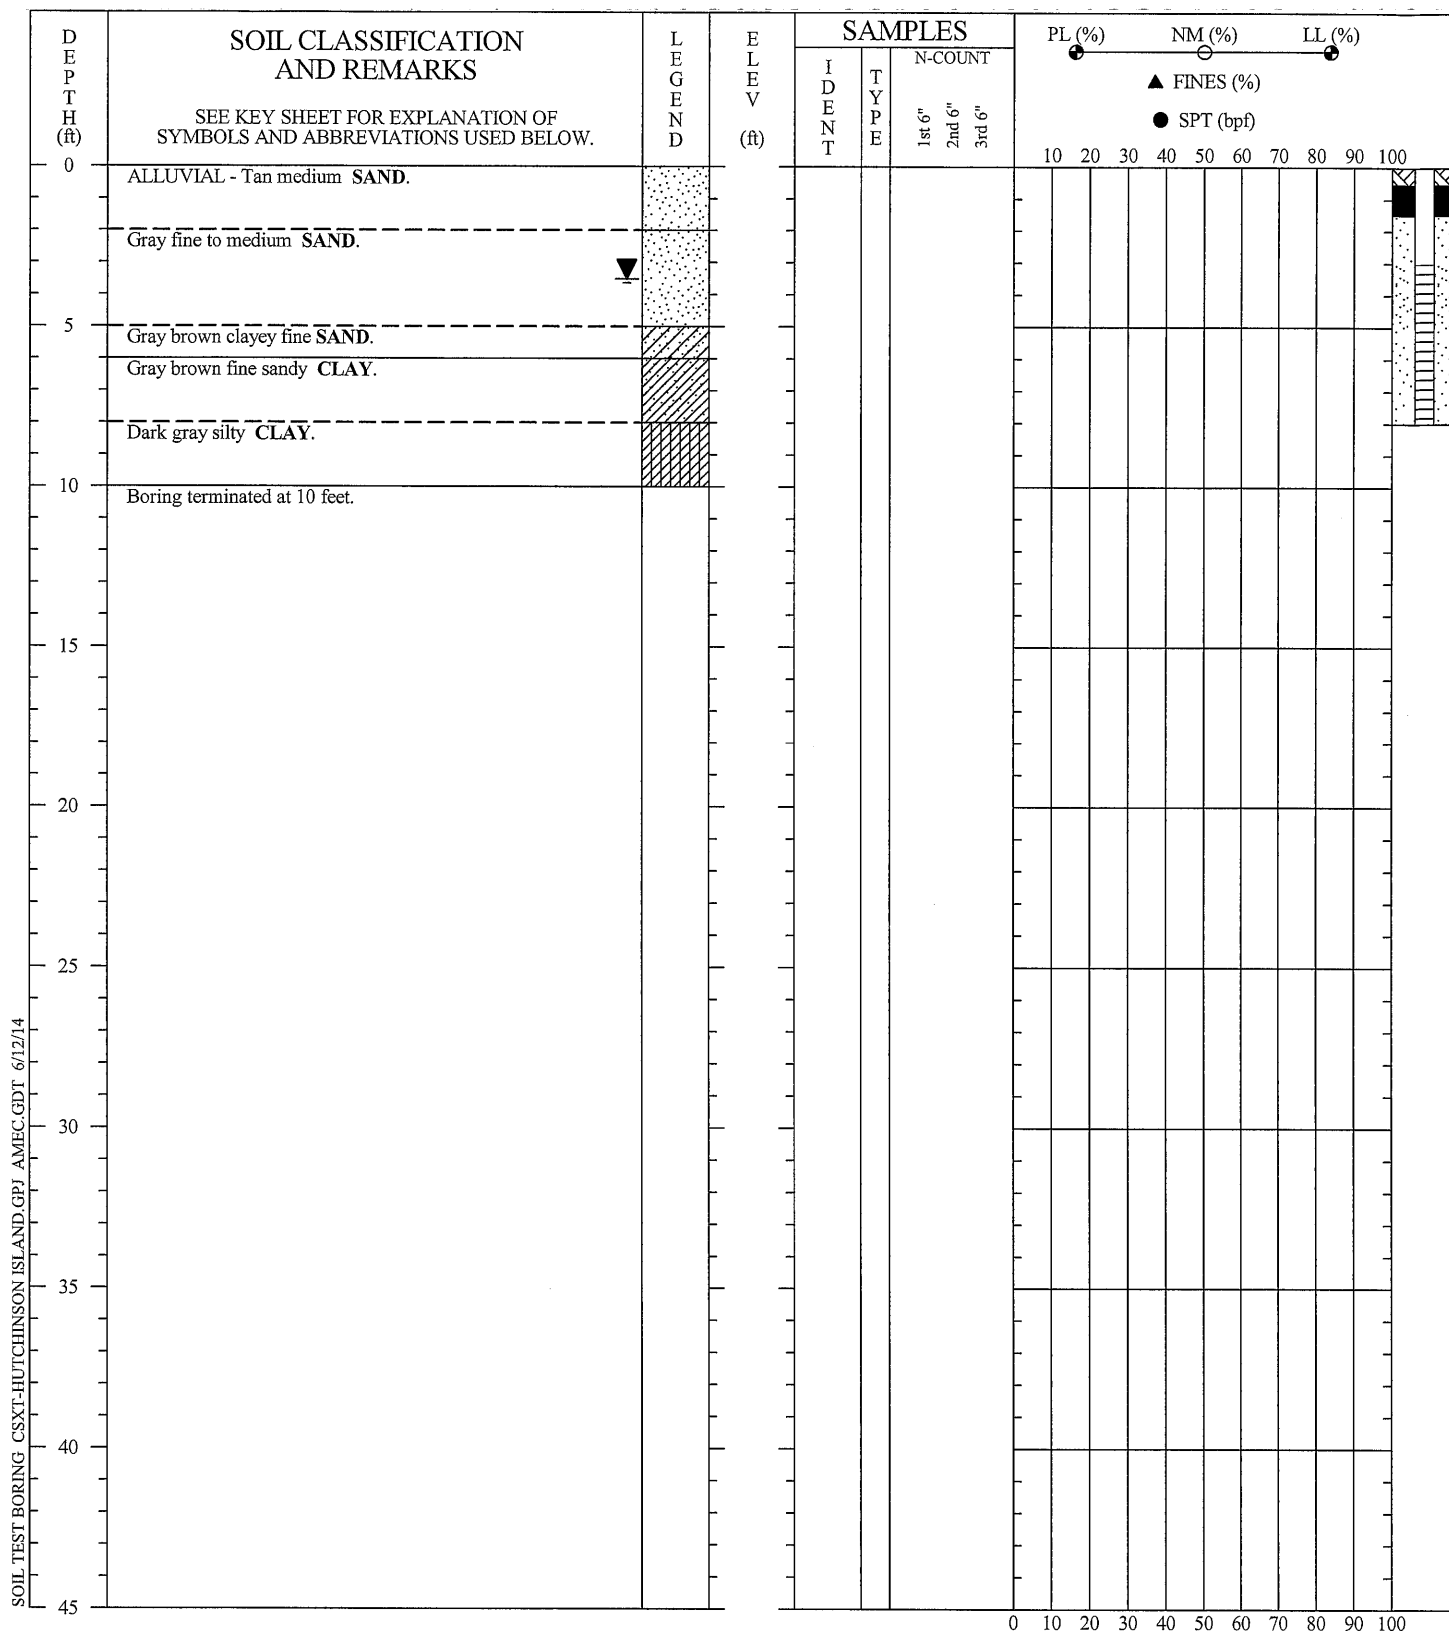 DEPTH (ft)
SOIL CLASSIFICATION
AND REMARKS
SEE KEY SHEET FOR EXPLANATION OF
SYMBOLS AND ABBREVIATIONS USED BELOW.
LEGEND
ELEV (ft)
SAMPLES
IDENT
TYPE
N-COUNT
1st 6"
2nd 6"
3rd 6"
PL (%) NM (%) LL (%)
FINES (%)
SPT (bpf)
10 20 30 40 50 60 70 80 90 100
0
ALLUVIAL - Tan medium SAND.
Gray fine to medium SAND.
5
Gray brown clayey fine SAND.
Gray brown fine sandy CLAY.
Dark gray silty CLAY.
10
Boring terminated at 10 feet.
15
20
25
30
35
40
45
0 10 20 30 40 50 60 70 80 90 100
SOIL TEST BORING CSXT-HUTCHINSON ISLAND.GPJ AMEC.GDT 6/12/14